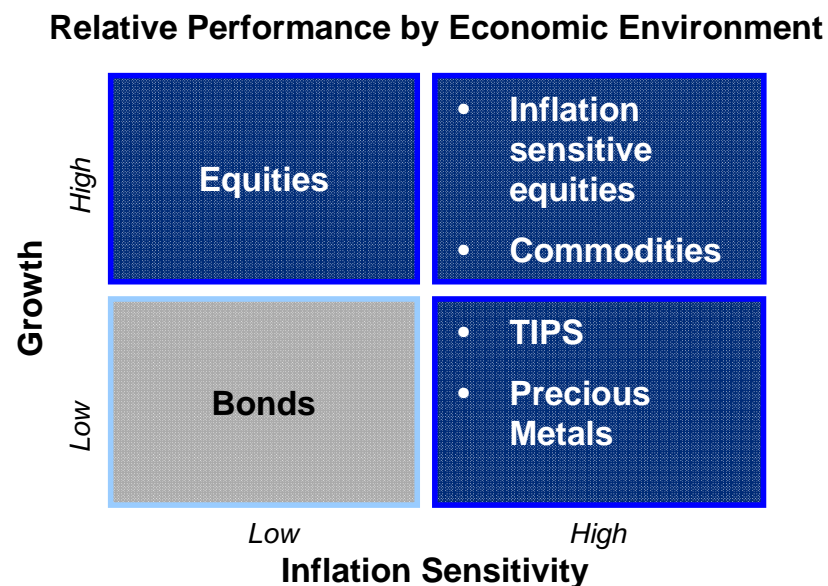 Relative Performance by Economic Environment
Growth
High
Equities
• Inflation
sensitive
equities
• Commodities
Low
Bonds
• TIPS
• Precious
Metals
Low
High
Inflation Sensitivity